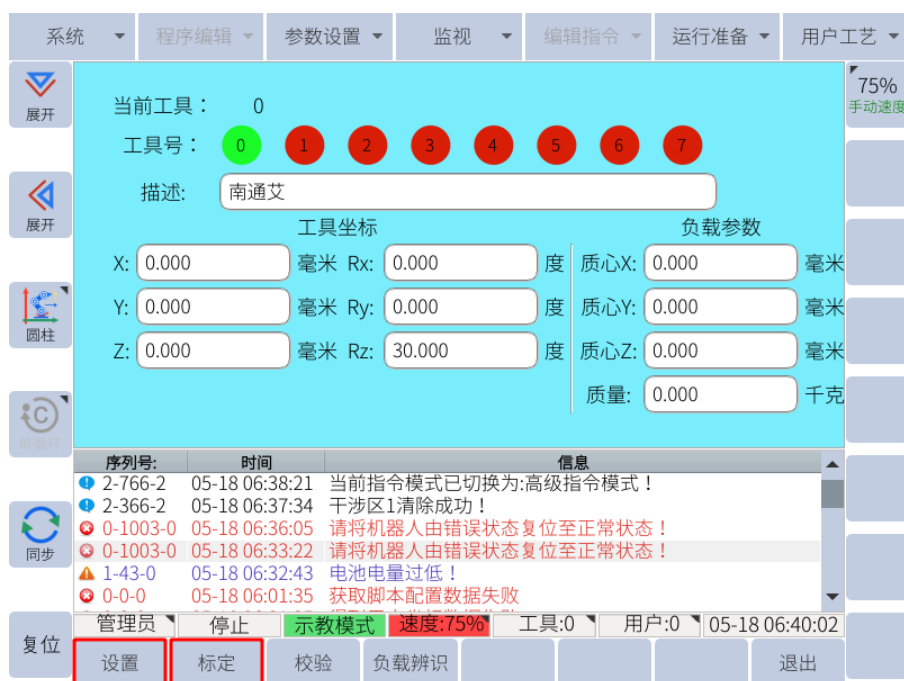 系统 程序编辑 参数设置 监视 编辑指令 运行准备 用户工艺
展开
75%
手动速度
当前工具： 0
工具号： 0 1 2 3 4 5 6 7
描述: 南通艾
展开
工具坐标 负载参数
X: 0.000 毫米 Rx: 0.000 度 质心X: 0.000 毫米
Y: 0.000 毫米 Ry: 0.000 度 质心Y: 0.000 毫米
圆柱
Z: 0.000 毫米 Rz: 30.000 度 质心Z: 0.000 毫米
质量: 0.000 千克
单循环
序列号: 时间 信息
2-766-2 05-18 06:38:21 当前指令模式已切换为:高级指令模式！
2-366-2 05-18 06:37:34 干涉区1清除成功！
0-1003-0 05-18 06:36:05 请将机器人由错误状态复位至正常状态！
0-1003-0 05-18 06:33:22 请将机器人由错误状态复位至正常状态！
同步
1-43-0 05-18 06:32:43 电池电量过低！
0-0-0 05-18 06:01:35 获取脚本配置数据失败
管理员 停止 示教模式 速度:75% 工具:0 用户:0 05-18 06:40:02
复位
设置 标定 校验 负载辨识 退出